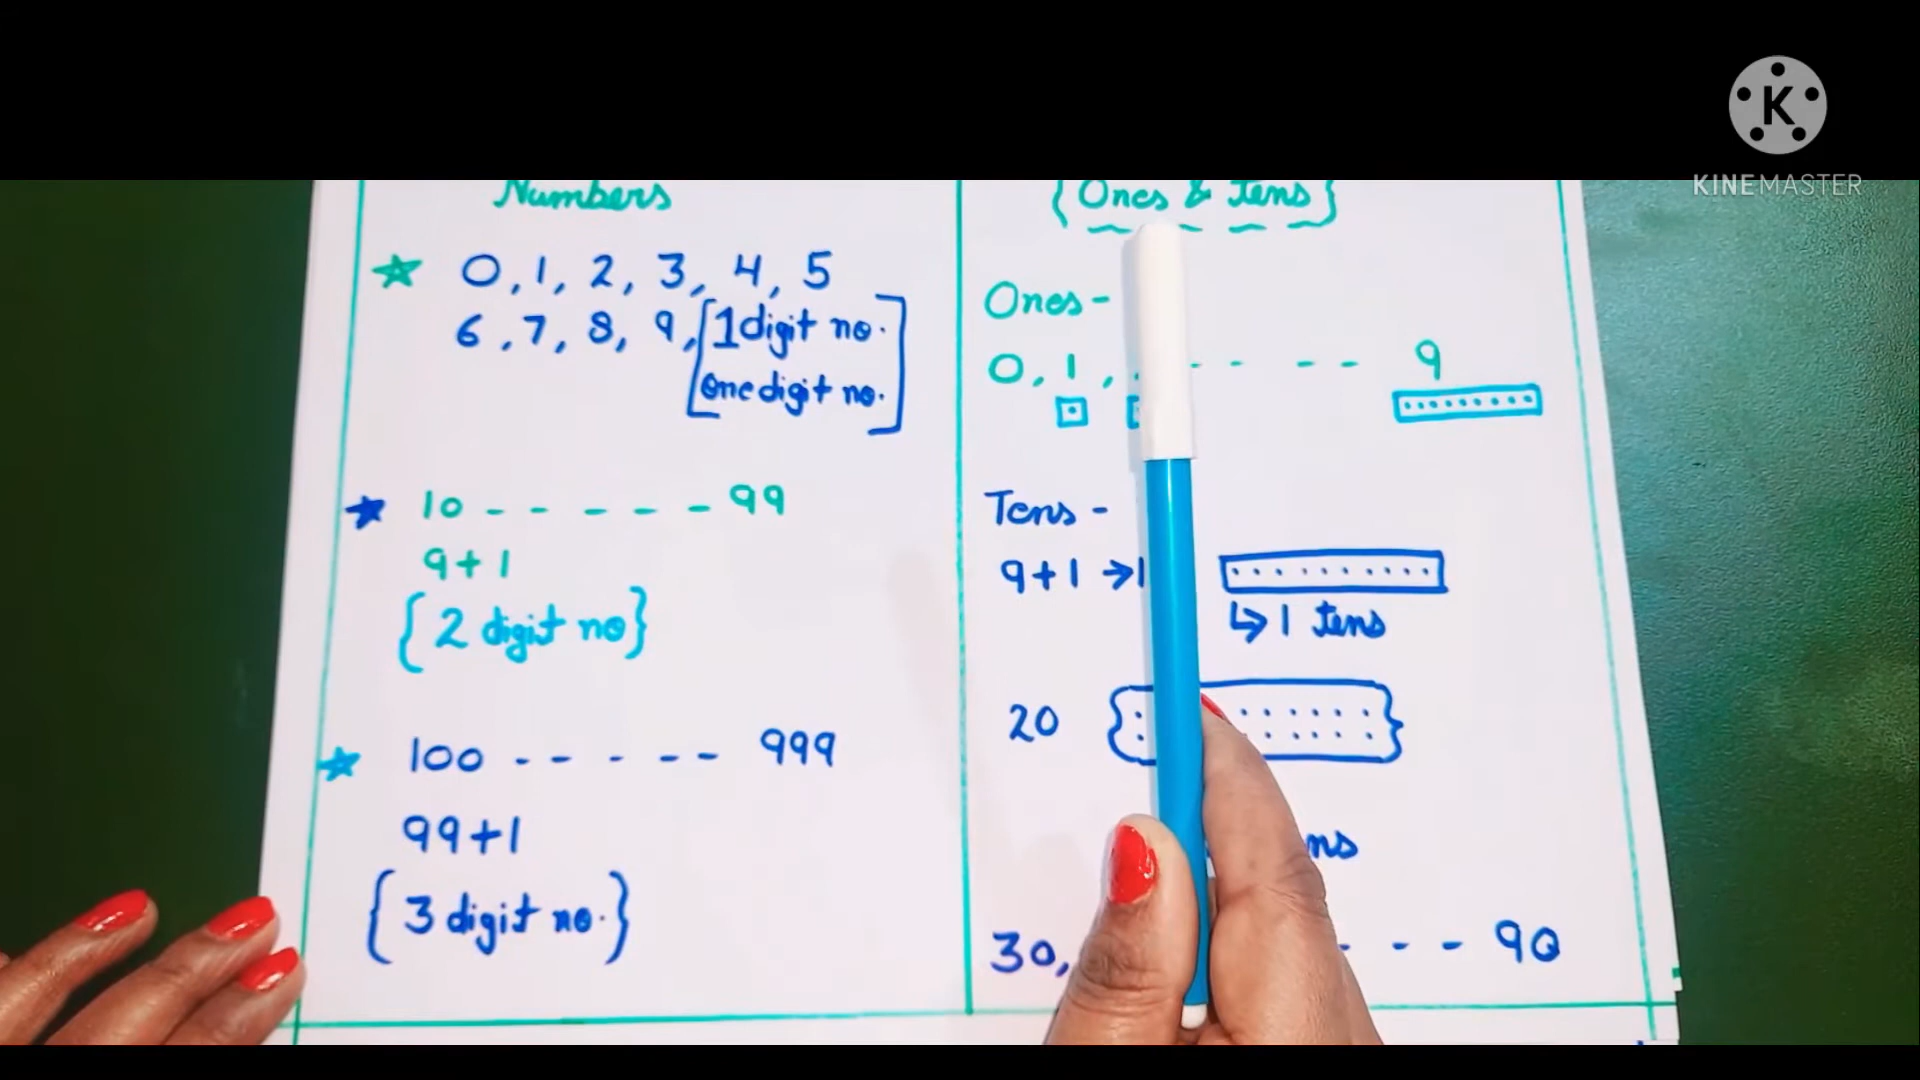 KINEMASTER
Numbers
0, 1, 2, 3, 4, 5
6, 7, 8, 9, [1 digit no.
one digit no.]
10 - - - - - 99
9+1
{2 digit no}
100 - - - - - 999
99+1
{3 digit no.}
{Ones & Tens}
Ones -
0, 1, - - - - 9
Tens -
9+1 → 1
↳ 1 tens
20
30, - - - 90